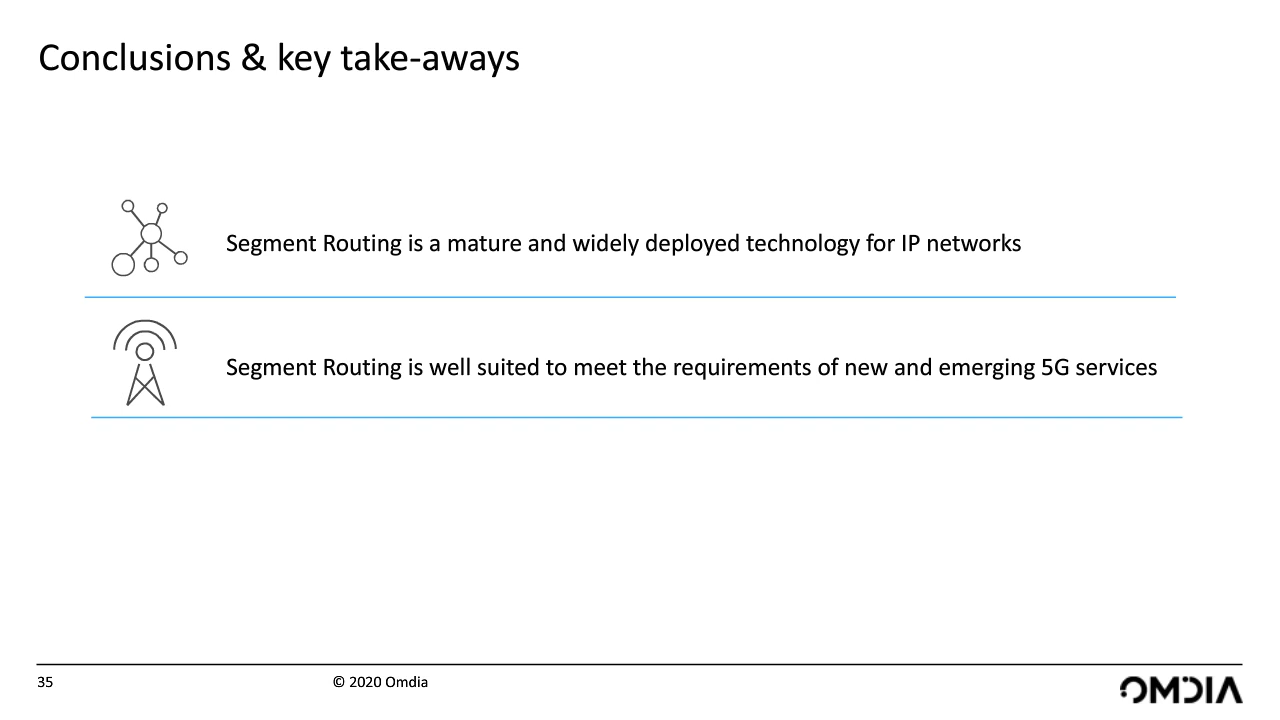 Conclusions & key take-aways
Segment Routing is a mature and widely deployed technology for IP networks
Segment Routing is well suited to meet the requirements of new and emerging 5G services
35
© 2020 Omdia
OMDIA